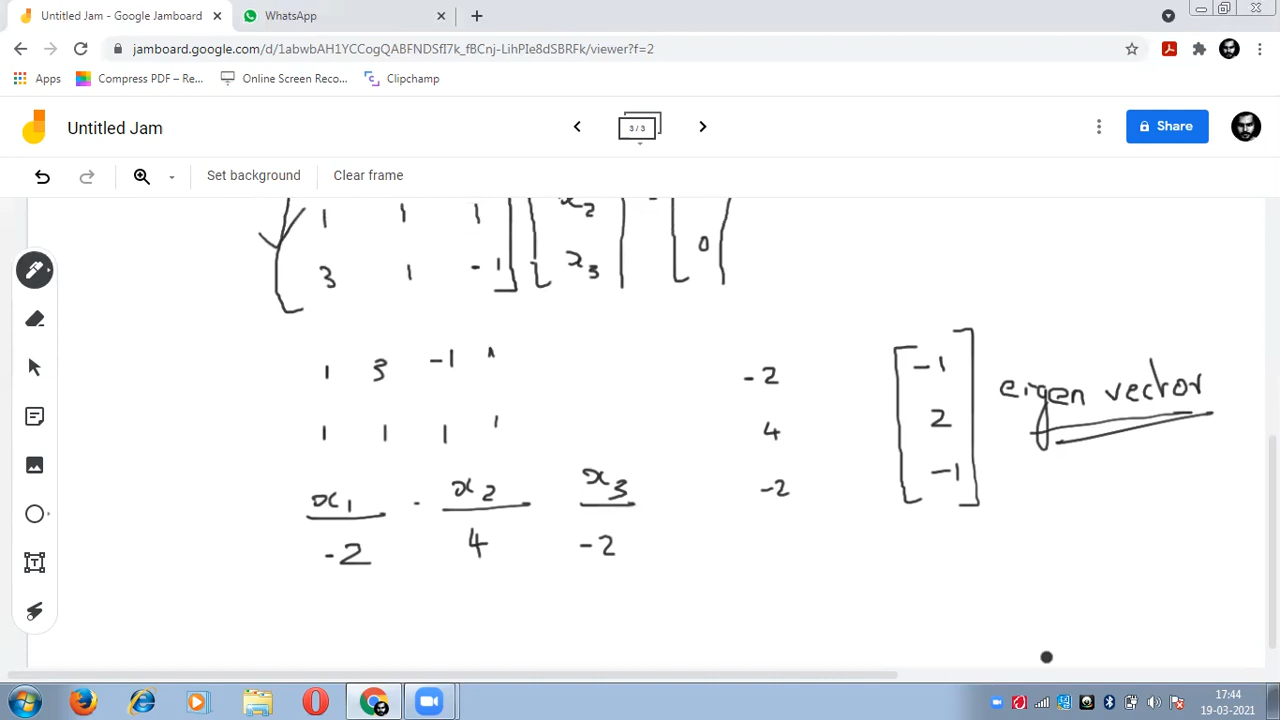 Untitled Jam - Google Jamboard
WhatsApp
jamboard.google.com/d/1abwbAH1YCCogQABFNDSfI7k_fBCnj-LihPIe8dSBRFk/viewer?f=2
Apps Compress PDF – Re... Online Screen Reco... Clipchamp
Untitled Jam
3 / 3
Share
Set background Clear frame
1 1 1 x2
3 1 -1 x3 0
1 3 -1 1
1 1 1 1
-2
4
-2
-1
2
-1
eigen vector
x1 x2 x3
-2 4 -2
17:44
19-03-2021